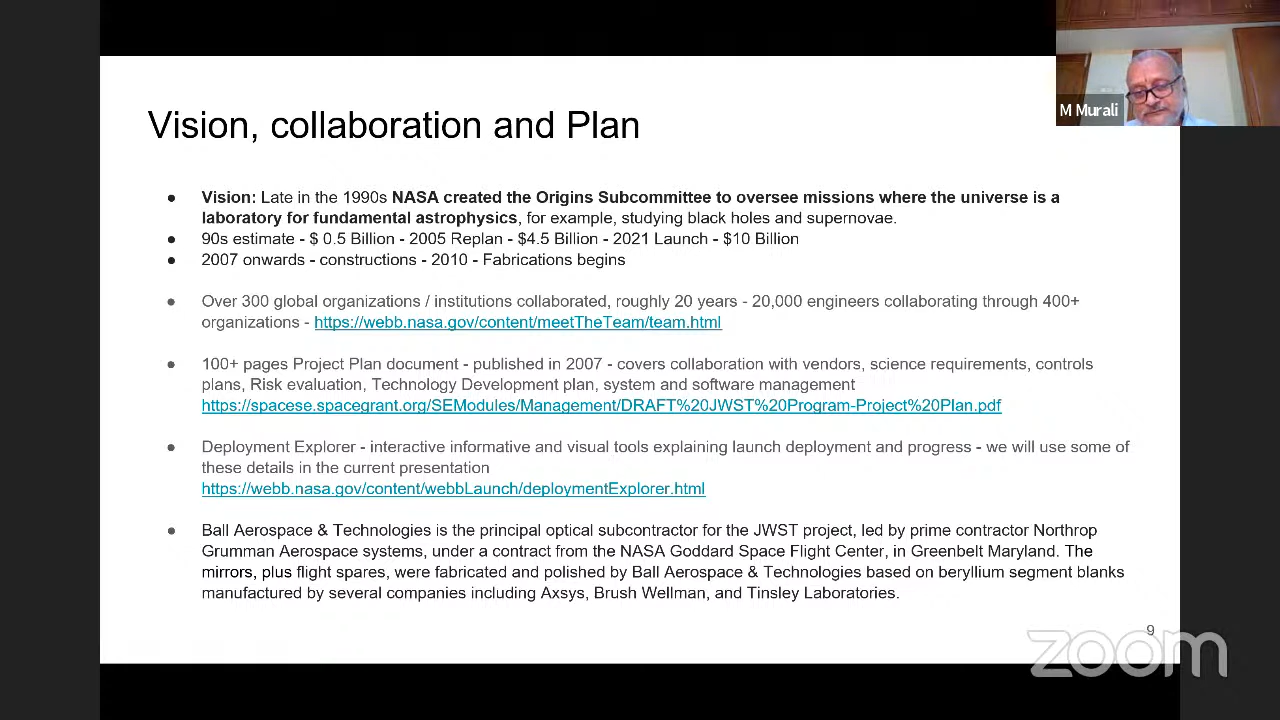 M Murali
Vision, collaboration and Plan
● Vision: Late in the 1990s NASA created the Origins Subcommittee to oversee missions where the universe is a
laboratory for fundamental astrophysics, for example, studying black holes and supernovae.
● 90s estimate - $ 0.5 Billion - 2005 Replan - $4.5 Billion - 2021 Launch - $10 Billion
● 2007 onwards - constructions - 2010 - Fabrications begins
● Over 300 global organizations / institutions collaborated, roughly 20 years - 20,000 engineers collaborating through 400+
organizations - https://webb.nasa.gov/content/meetTheTeam/team.html
● 100+ pages Project Plan document - published in 2007 - covers collaboration with vendors, science requirements, controls
plans, Risk evaluation, Technology Development plan, system and software management
https://spacese.spacegrant.org/SEModules/Management/DRAFT%20JWST%20Program-Project%20Plan.pdf
● Deployment Explorer - interactive informative and visual tools explaining launch deployment and progress - we will use some of
these details in the current presentation
https://webb.nasa.gov/content/webbLaunch/deploymentExplorer.html
● Ball Aerospace & Technologies is the principal optical subcontractor for the JWST project, led by prime contractor Northrop
Grumman Aerospace systems, under a contract from the NASA Goddard Space Flight Center, in Greenbelt Maryland. The
mirrors, plus flight spares, were fabricated and polished by Ball Aerospace & Technologies based on beryllium segment blanks
manufactured by several companies including Axsys, Brush Wellman, and Tinsley Laboratories.
9
zoom